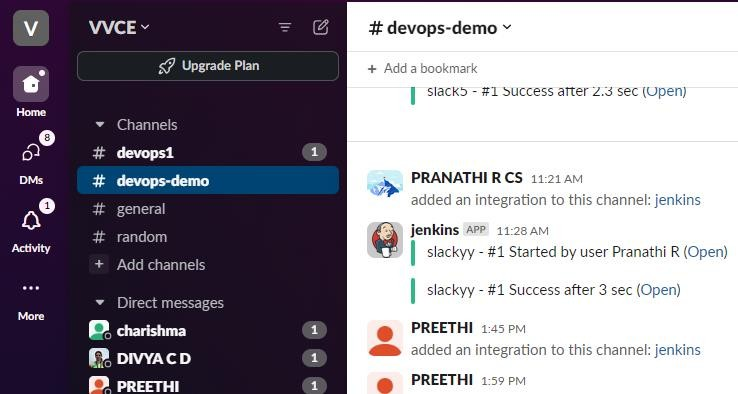 V
Home
8
DMs
1
Activity
More
VVCE
Upgrade Plan
Channels
# devops1 1
# devops-demo
# general
# random
+ Add channels
Direct messages
charishma 1
DIVYA C D 1
PREETHI 1
# devops-demo
+ Add a bookmark
slack5 - #1 Success after 2.3 sec (Open)
PRANATHI R CS 11:21 AM
added an integration to this channel: jenkins
jenkins APP 11:28 AM
slackyy - #1 Started by user Pranathi R (Open)
slackyy - #1 Success after 3 sec (Open)
PREETHI 1:45 PM
added an integration to this channel: jenkins
PREETHI 1:59 PM